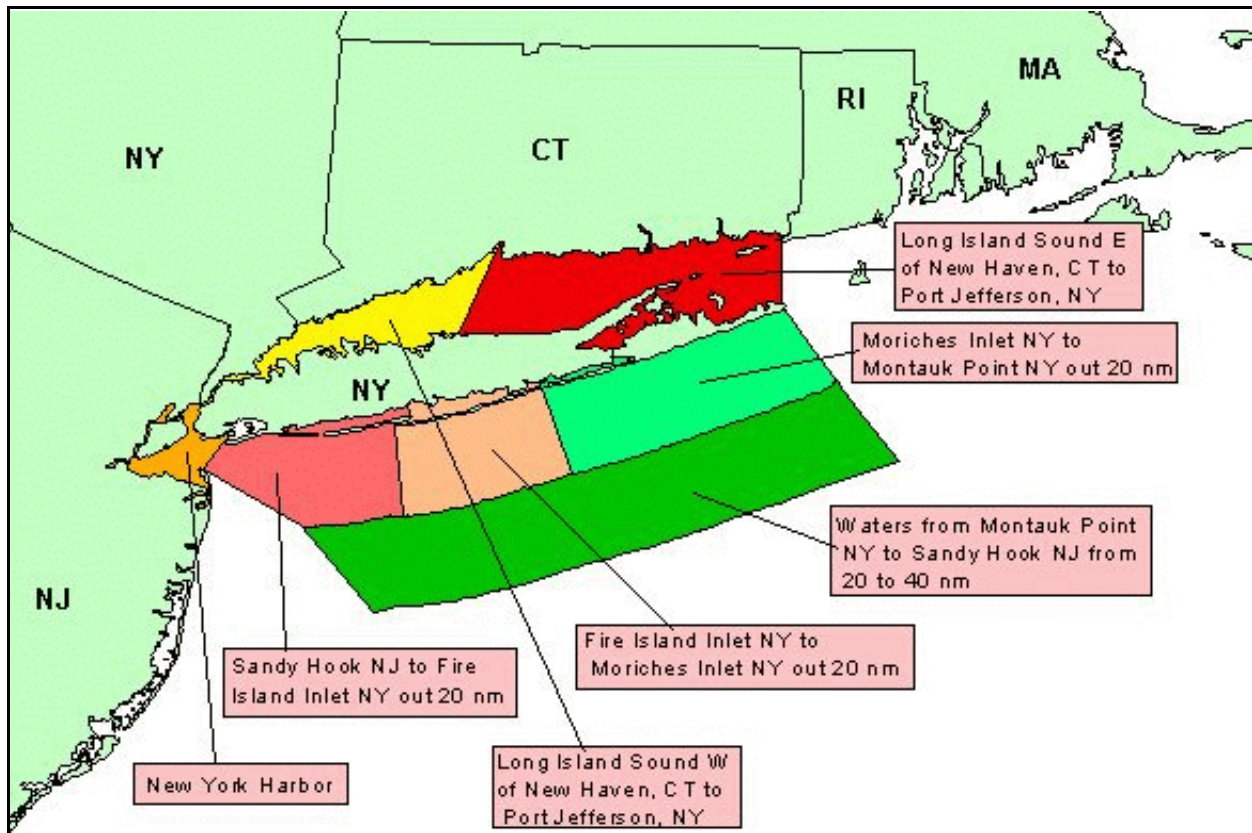 MA
RI
NY
CT
Long Island Sound E
of New Haven, CT to
Port Jefferson, NY
Moriches Inlet NY to
Montauk Point NY out 20 nm
NY
Waters from Montauk Point
NY to Sandy Hook NJ from
20 to 40 nm
NJ
Fire Island Inlet NY to
Moriches Inlet NY out 20 nm
Sandy Hook NJ to Fire
Island Inlet NY out 20 nm
New York Harbor
Long Island Sound W
of New Haven, CT to
Port Jefferson, NY